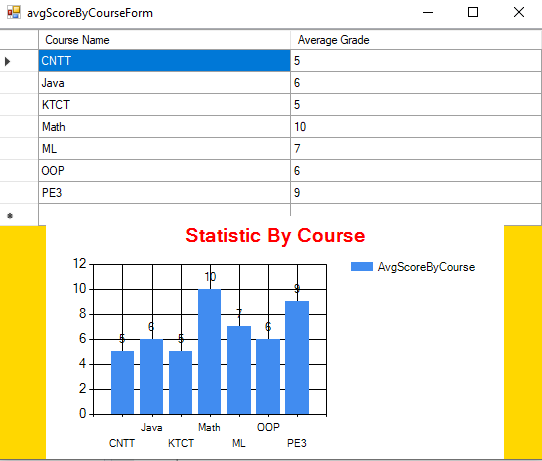 avgScoreByCourseForm
Course Name Average Grade
CNTT 5
Java 6
KTCT 5
Math 10
ML 7
OOP 6
PE3 9
Statistic By Course
12
10
8
6
4
2
0
5 6 5 10 7 6 9
AvgScoreByCourse
Java Math OOP
CNTT KTCT ML PE3